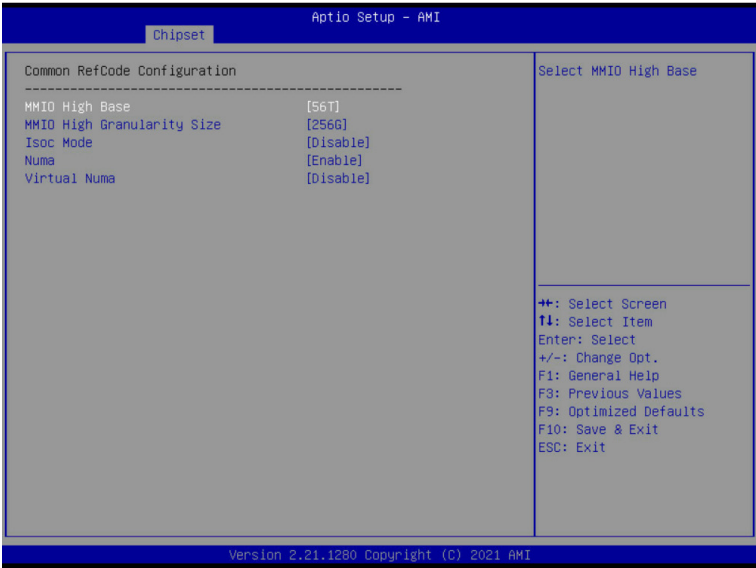 Aptio Setup – AMI
Chipset
Common RefCode Configuration
--------------------------------------------------
MMIO High Base [56T]
MMIO High Granularity Size [256G]
Isoc Mode [Disable]
Numa [Enable]
Virtual Numa [Disable]
Select MMIO High Base
→←: Select Screen
↑↓: Select Item
Enter: Select
+/-: Change Opt.
F1: General Help
F3: Previous Values
F9: Optimized Defaults
F10: Save & Exit
ESC: Exit
Version 2.21.1280 Copyright (C) 2021 AMI